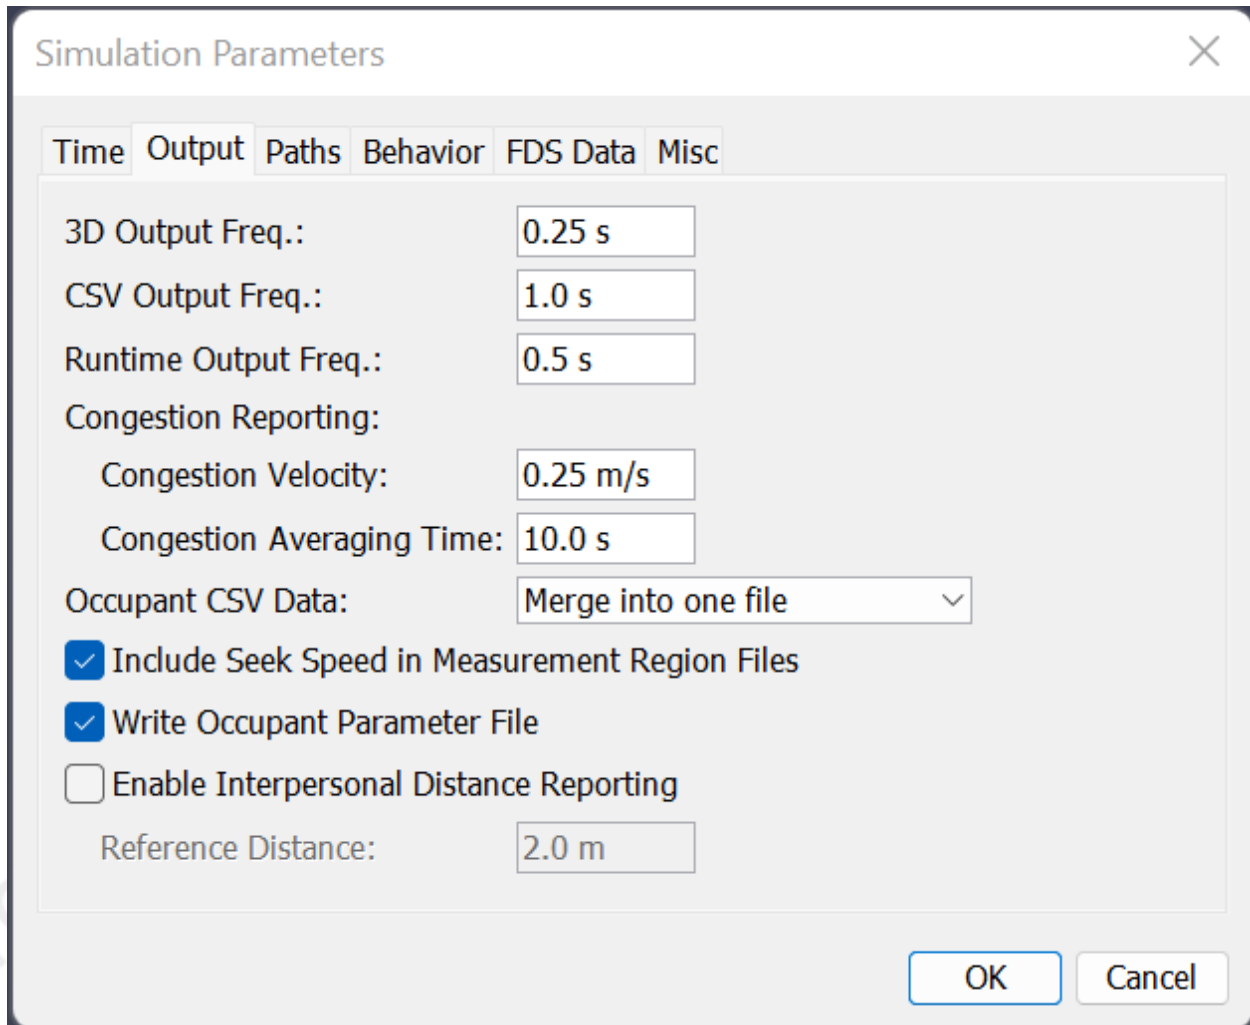 Simulation Parameters
Time Output Paths Behavior FDS Data Misc
3D Output Freq.: 0.25 s
CSV Output Freq.: 1.0 s
Runtime Output Freq.: 0.5 s
Congestion Reporting:
Congestion Velocity: 0.25 m/s
Congestion Averaging Time: 10.0 s
Occupant CSV Data: Merge into one file
Include Seek Speed in Measurement Region Files
Write Occupant Parameter File
Enable Interpersonal Distance Reporting
Reference Distance: 2.0 m
OK Cancel